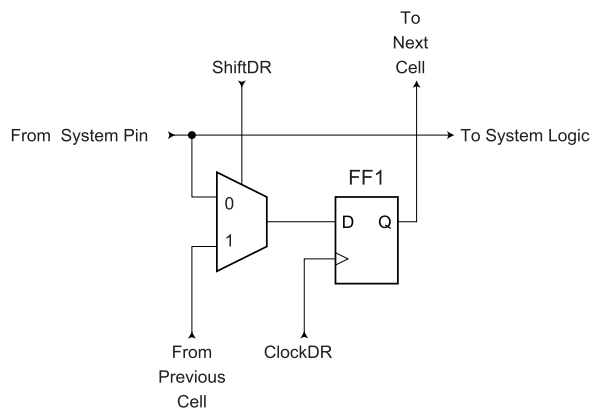 To
Next
Cell
ShiftDR
From System Pin
To System Logic
FF1
0
D Q
1
From
Previous
Cell
ClockDR